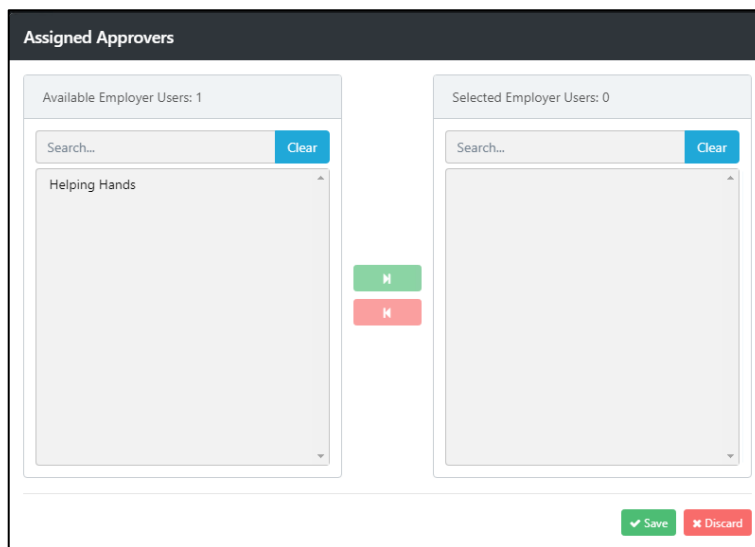 Assigned Approvers
Available Employer Users: 1
Search...
Clear
Helping Hands
Selected Employer Users: 0
Search...
Clear
Save
Discard